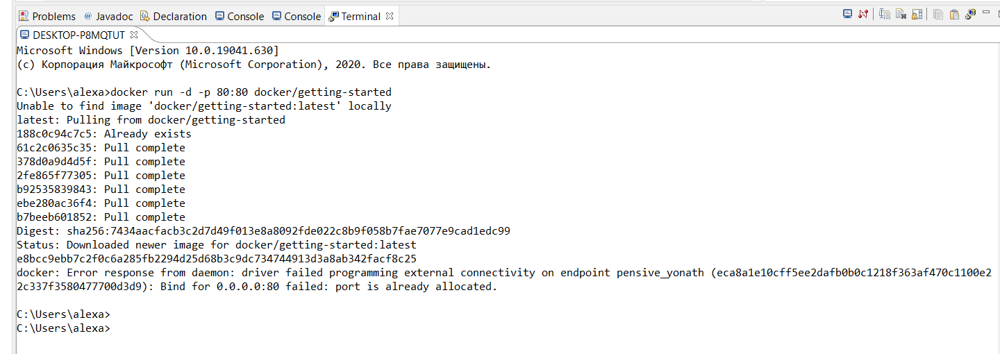 Problems @ Javadoc Declaration Console Console Terminal
DESKTOP-P8MQTUT
Microsoft Windows [Version 10.0.19041.630]
(c) Корпорация Майкрософт (Microsoft Corporation), 2020. Все права защищены.
C:\Users\alexa>docker run -d -p 80:80 docker/getting-started
Unable to find image 'docker/getting-started:latest' locally
latest: Pulling from docker/getting-started
188c0c94c7c5: Already exists
61c2c0635c35: Pull complete
378d0a9d4d5f: Pull complete
2fe865f77305: Pull complete
b92535839843: Pull complete
ebe280ac36f4: Pull complete
b7beeb601852: Pull complete
Digest: sha256:7434aacfacb3c2d7d49f013e8a8092fde022c8b9f058b7fae7077e9cad1edc99
Status: Downloaded newer image for docker/getting-started:latest
e8bcc9ebb7c2f0c6a285fb2294d25d68b3c9dc734744913d3a8ab342facf8c25
docker: Error response from daemon: driver failed programming external connectivity on endpoint pensive_yonath (eca8a1e10cff5ee2dafb0b0c1218f363af470c1100e2
2c337f3580477700d3d9): Bind for 0.0.0.0:80 failed: port is already allocated.
C:\Users\alexa>
C:\Users\alexa>